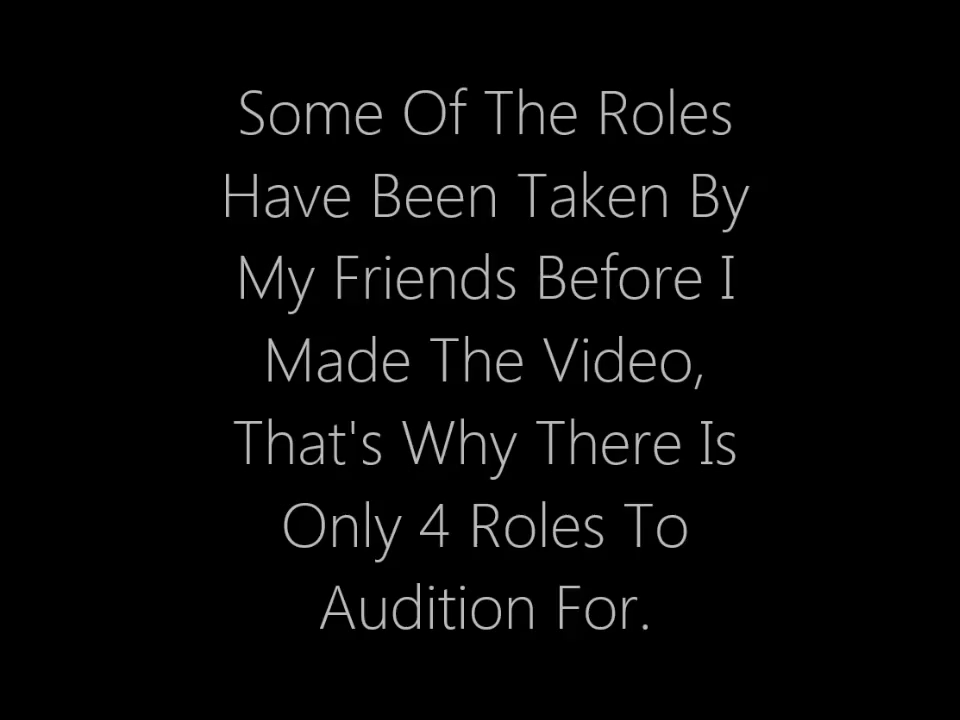 Some Of The Roles
Have Been Taken By
My Friends Before I
Made The Video,
That's Why There Is
Only 4 Roles To
Audition For.